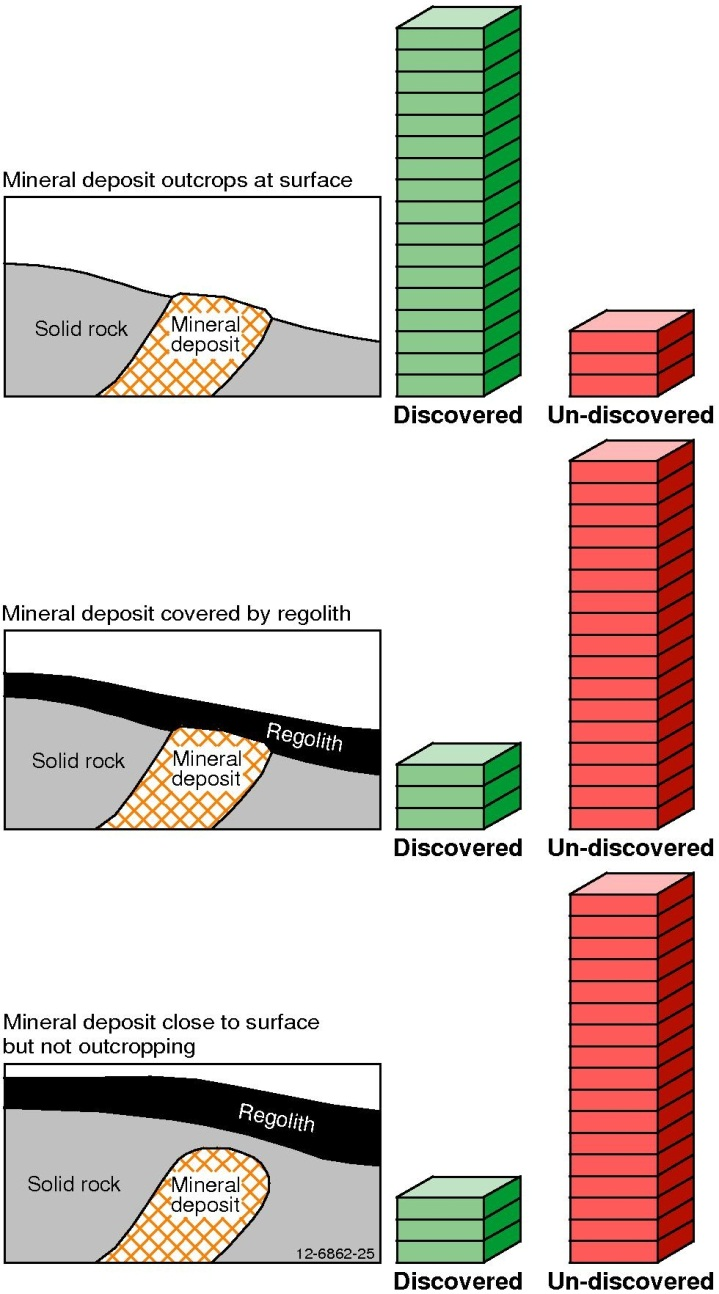 Mineral deposit outcrops at surface
Solid rock
Mineral
deposit
Discovered
Un-discovered
Mineral deposit covered by regolith
Regolith
Solid rock
Mineral
deposit
Discovered
Un-discovered
Mineral deposit close to surface
but not outcropping
Regolith
Solid rock
Mineral
deposit
12-6862-25
Discovered
Un-discovered